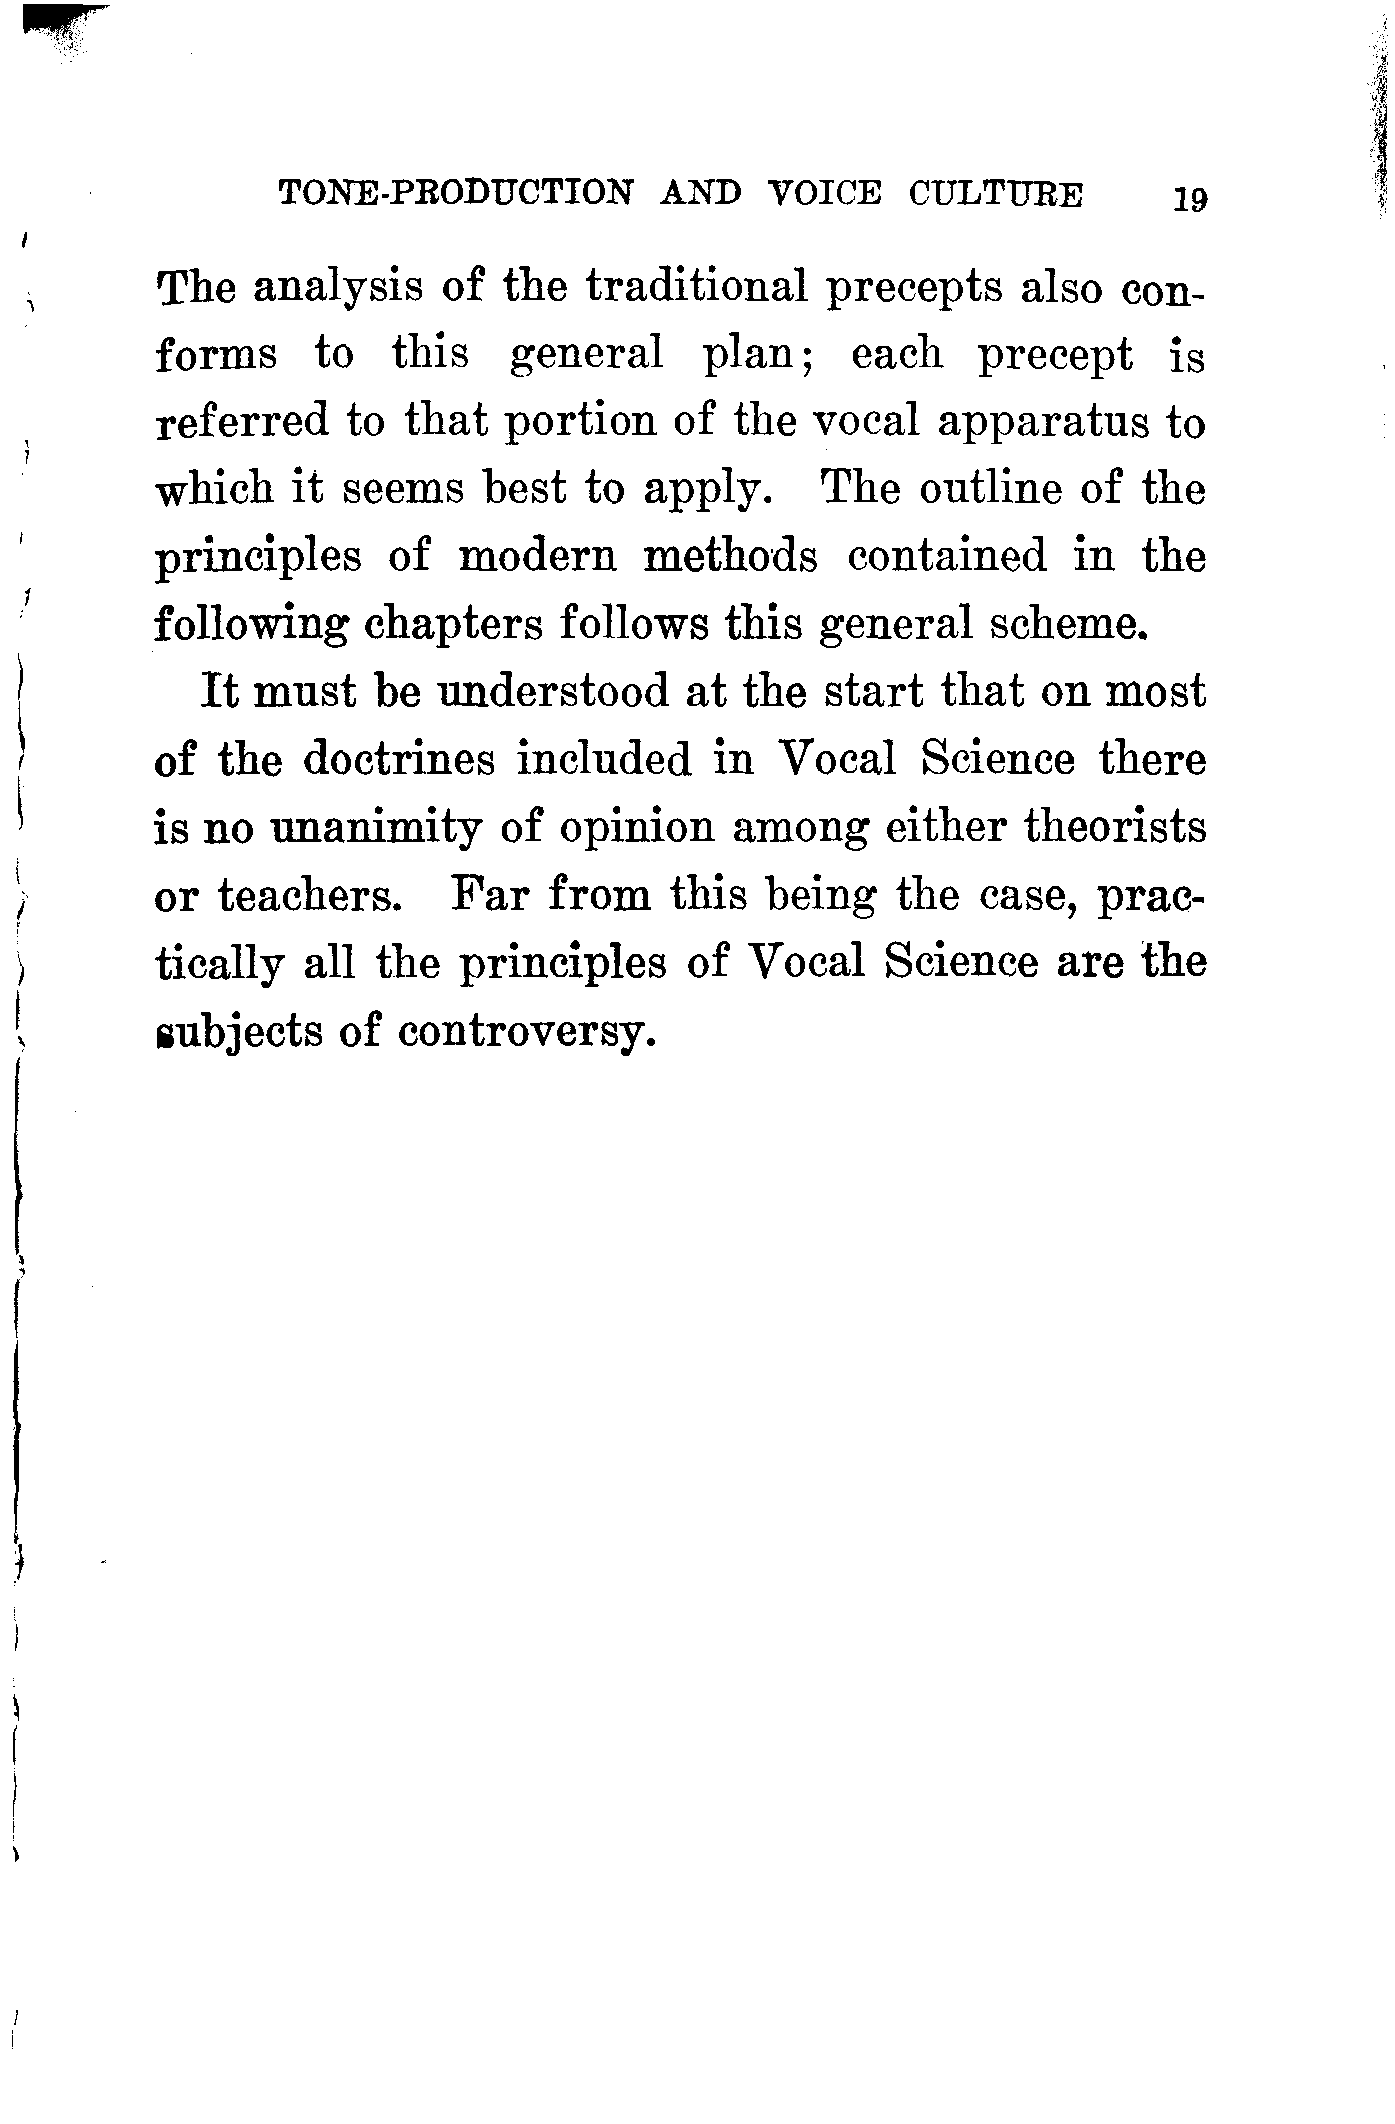 TONE-PRODUCTION AND VOICE CULTURE 19
The analysis of the traditional precepts also con-
forms to this general plan; each precept is
referred to that portion of the vocal apparatus to
which it seems best to apply. The outline of the
principles of modern methods contained in the
following chapters follows this general scheme.
It must be understood at the start that on most
of the doctrines included in Vocal Science there
is no unanimity of opinion among either theorists
or teachers. Far from this being the case, prac-
tically all the principles of Vocal Science are the
subjects of controversy.